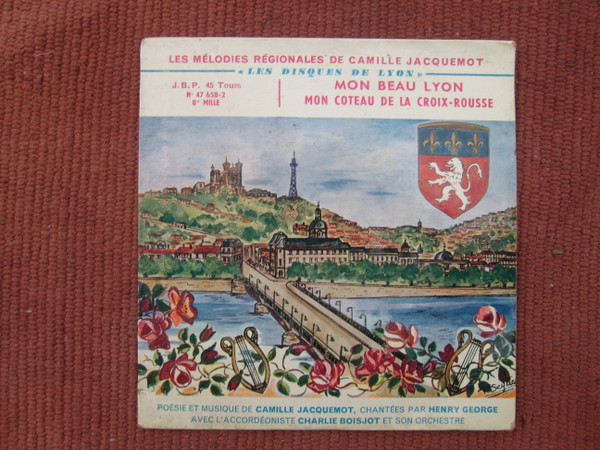 LES MÉLODIES RÉGIONALES DE CAMILLE JACQUEMOT
« LES DISQUES DE LYON »
J.B.P. 45 Tours
N° 47 658-2
8e MILLE
MON BEAU LYON
MON COTEAU DE LA CROIX-ROUSSE
POÉSIE ET MUSIQUE DE CAMILLE JACQUEMOT, CHANTÉES PAR HENRY GEORGE
AVEC L'ACCORDÉONISTE CHARLIE BOISJOT ET SON ORCHESTRE